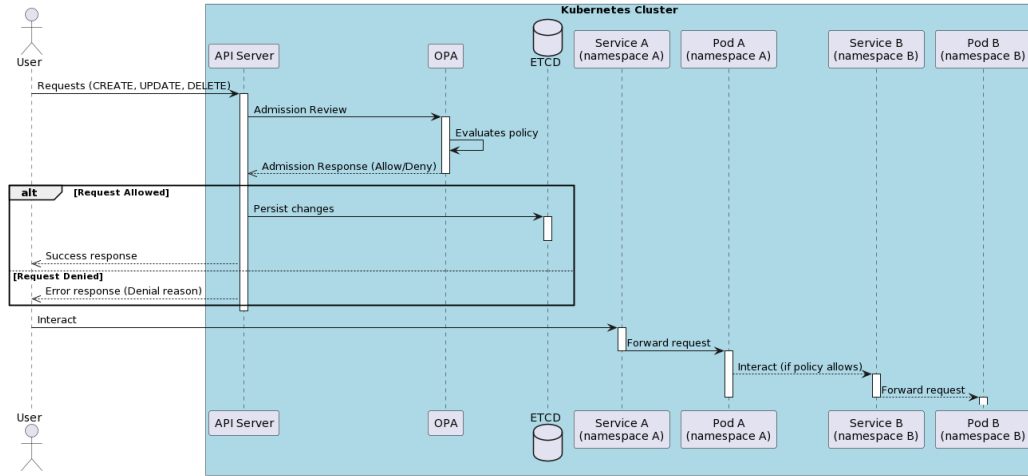 Kubernetes Cluster
User
API Server
OPA
ETCD
Service A
(namespace A)
Pod A
(namespace A)
Service B
(namespace B)
Pod B
(namespace B)
Requests (CREATE, UPDATE, DELETE)
Admission Review
Evaluates policy
Admission Response (Allow/Deny)
alt [Request Allowed]
Persist changes
Success response
[Request Denied]
Error response (Denial reason)
Interact
Forward request
Interact (if policy allows)
Forward request
User
API Server
OPA
ETCD
Service A
(namespace A)
Pod A
(namespace A)
Service B
(namespace B)
Pod B
(namespace B)